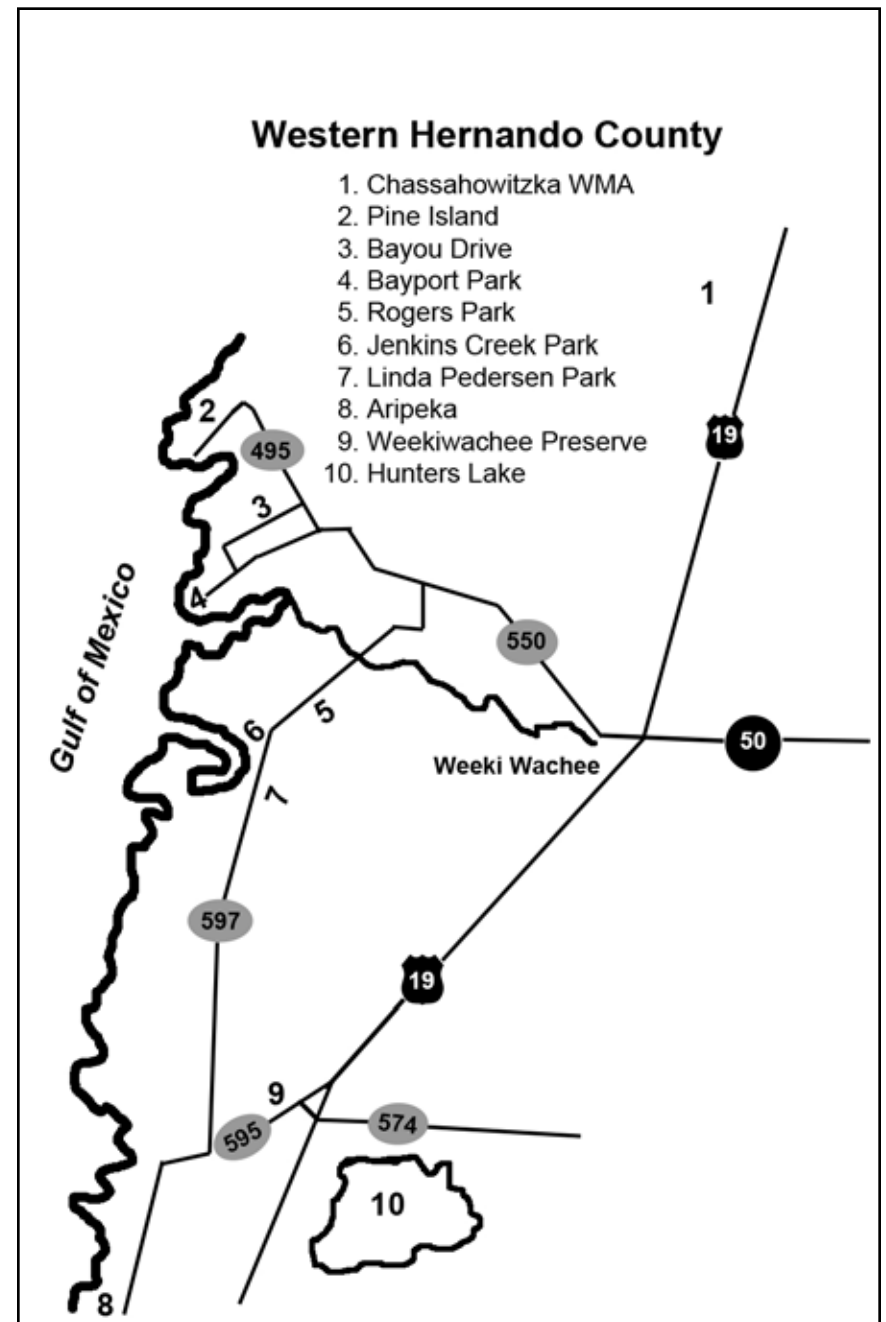 Western Hernando County
1. Chassahowitzka WMA
2. Pine Island
3. Bayou Drive
4. Bayport Park
5. Rogers Park
6. Jenkins Creek Park
7. Linda Pedersen Park
8. Aripeka
9. Weekiwachee Preserve
10. Hunters Lake
1
19
2
495
3
4
Gulf of Mexico
550
5
6
50
Weeki Wachee
7
597
19
9
574
595
10
8